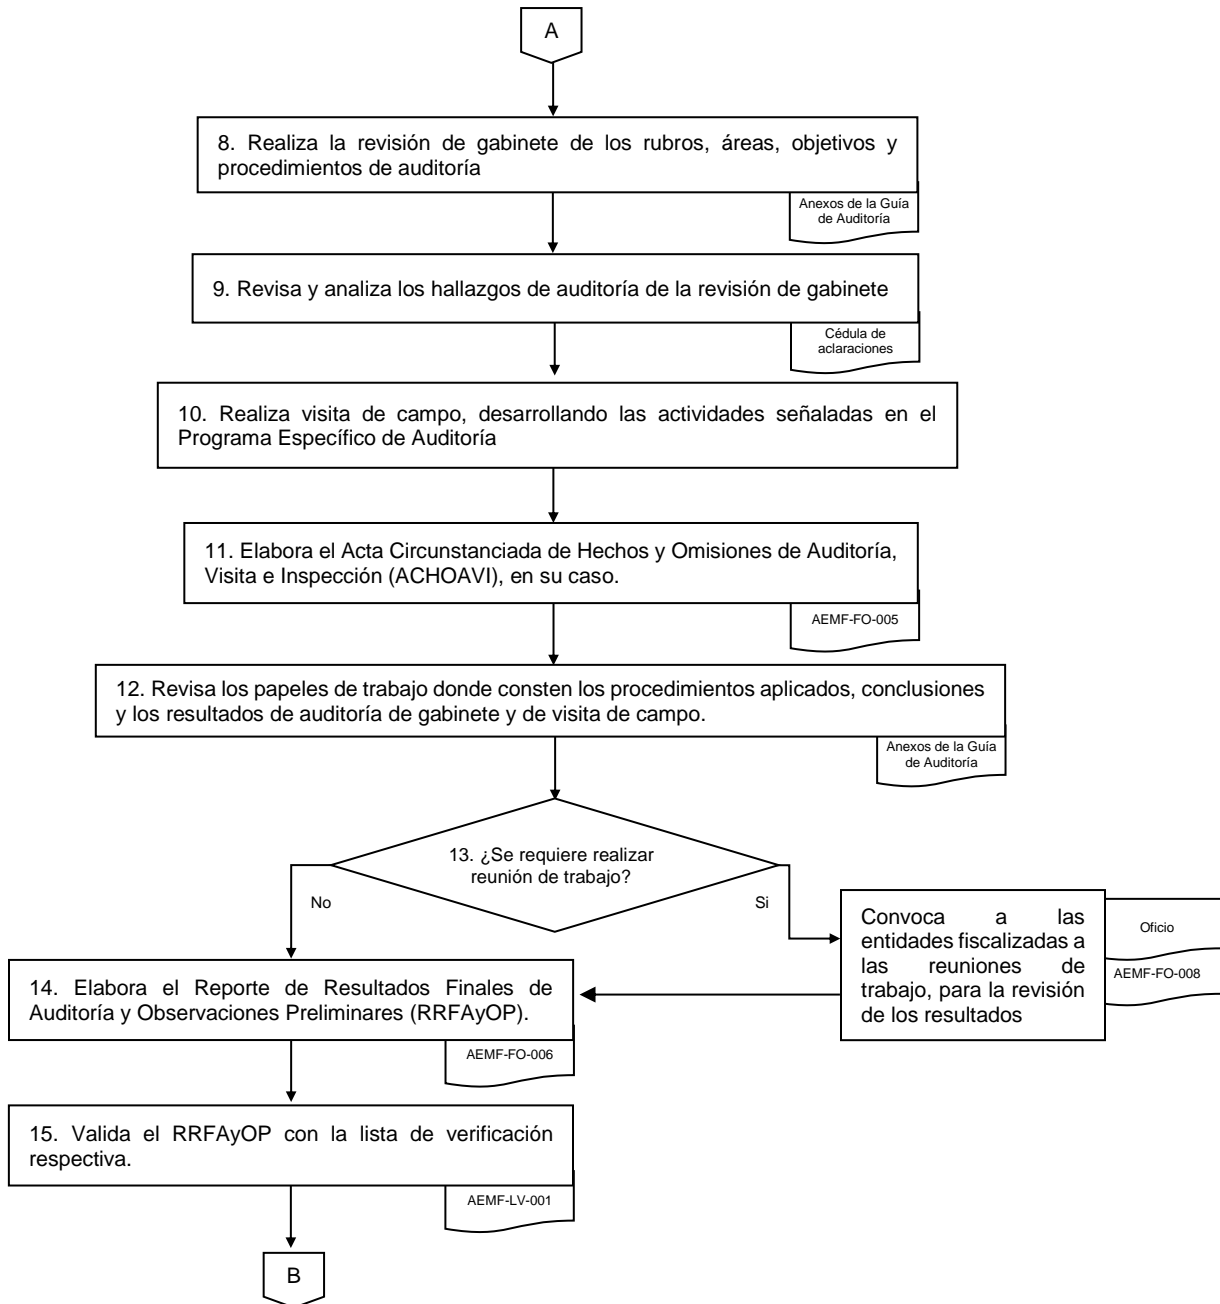 A
8. Realiza la revisión de gabinete de los rubros, áreas, objetivos y
procedimientos de auditoría
Anexos de la Guía
de Auditoría
9. Revisa y analiza los hallazgos de auditoría de la revisión de gabinete
Cédula de
aclaraciones
10. Realiza visita de campo, desarrollando las actividades señaladas en el
Programa Específico de Auditoría
11. Elabora el Acta Circunstanciada de Hechos y Omisiones de Auditoría,
Visita e Inspección (ACHOAVI), en su caso.
AEMF-FO-005
12. Revisa los papeles de trabajo donde consten los procedimientos aplicados, conclusiones
y los resultados de auditoría de gabinete y de visita de campo.
Anexos de la Guía
de Auditoría
13. ¿Se requiere realizar
reunión de trabajo?
No
Si
Convoca a las
entidades fiscalizadas a
las reuniones de
trabajo, para la revisión
de los resultados
Oficio
AEMF-FO-008
14. Elabora el Reporte de Resultados Finales de
Auditoría y Observaciones Preliminares (RRFAyOP).
AEMF-FO-006
15. Valida el RRFAyOP con la lista de verificación
respectiva.
AEMF-LV-001
B